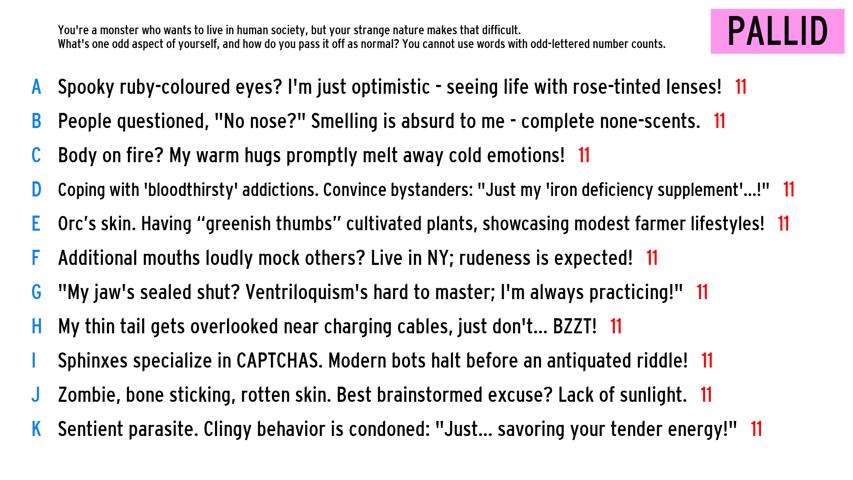 You're a monster who wants to live in human society, but your strange nature makes that difficult.
What's one odd aspect of yourself, and how do you pass it off as normal? You cannot use words with odd-lettered number counts.
PALLID
A Spooky ruby-coloured eyes? I'm just optimistic - seeing life with rose-tinted lenses! 11
B People questioned, "No nose?" Smelling is absurd to me - complete none-scents. 11
C Body on fire? My warm hugs promptly melt away cold emotions! 11
D Coping with 'bloodthirsty' addictions. Convince bystanders: "Just my 'iron deficiency supplement'...!" 11
E Orc’s skin. Having “greenish thumbs” cultivated plants, showcasing modest farmer lifestyles! 11
F Additional mouths loudly mock others? Live in NY; rudeness is expected! 11
G "My jaw's sealed shut? Ventriloquism's hard to master; I'm always practicing!" 11
H My thin tail gets overlooked near charging cables, just don't... BZZT! 11
I Sphinxes specialize in CAPTCHAS. Modern bots halt before an antiquated riddle! 11
J Zombie, bone sticking, rotten skin. Best brainstormed excuse? Lack of sunlight. 11
K Sentient parasite. Clingy behavior is condoned: "Just... savoring your tender energy!" 11